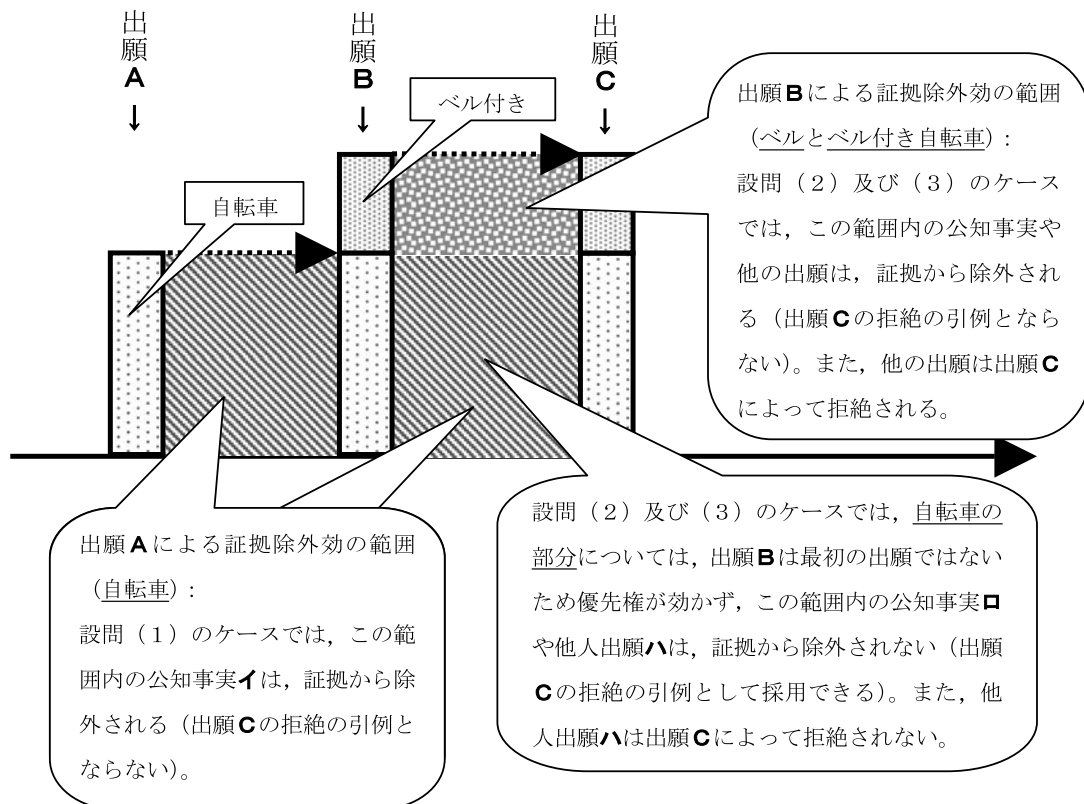 出願A
出願B
出願C
ベル付き
自転車
出願Bによる証拠除外効の範囲
（ベルとベル付き自転車）：
設問（２）及び（３）のケース
では，この範囲内の公知事実や
他の出願は，証拠から除外され
る（出願Cの拒絶の引例となら
ない）。また，他の出願は出願C
によって拒絶される。
出願Aによる証拠除外効の範囲
（自転車）：
設問（１）のケースでは，この範
囲内の公知事実イは，証拠から除
外される（出願Cの拒絶の引例と
ならない）。
設問（２）及び（３）のケースでは，自転車の
部分については，出願Bは最初の出願ではない
ため優先権が効かず，この範囲内の公知事実ロ
や他人出願ハは，証拠から除外されない（出願
Cの拒絶の引例として採用できる）。また，他
人出願ハは出願Cによって拒絶されない。